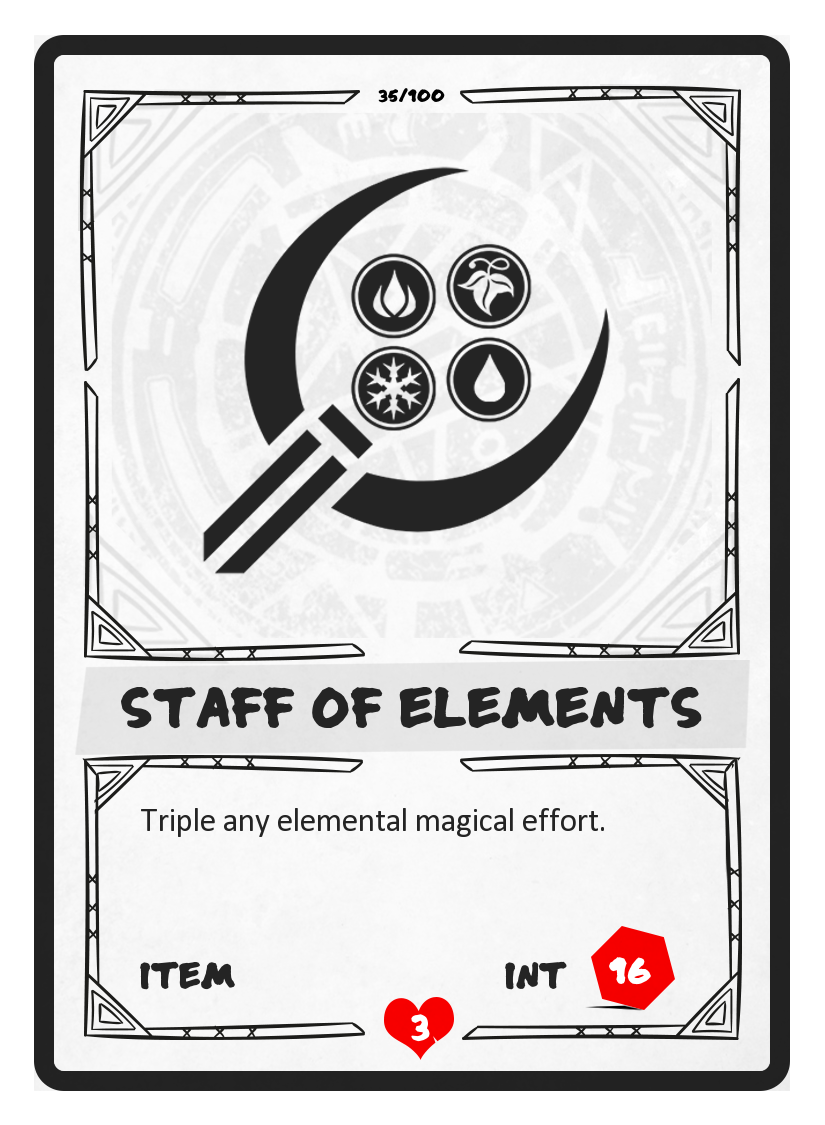 35/100
STAFF OF ELEMENTS
Triple any elemental magical effort.
ITEM
INT 16
3